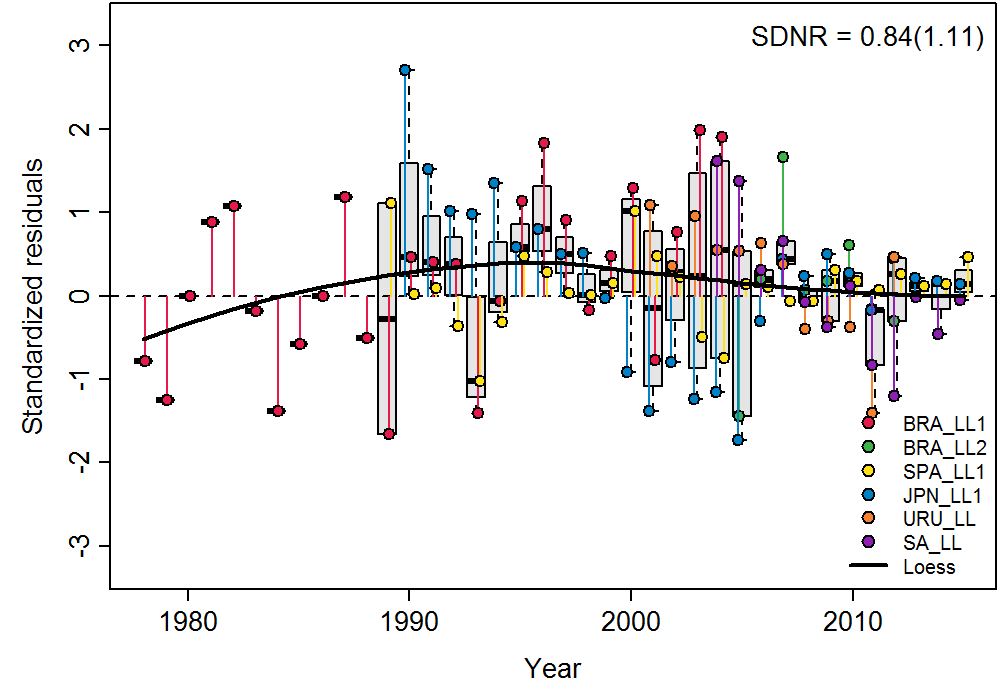 SDNR = 0.84(1.11)
3
2
1
0
-1
-2
-3
Standardized residuals
BRA_LL1
BRA_LL2
SPA_LL1
JPN_LL1
URU_LL
SA_LL
Loess
1980 1990 2000 2010
Year